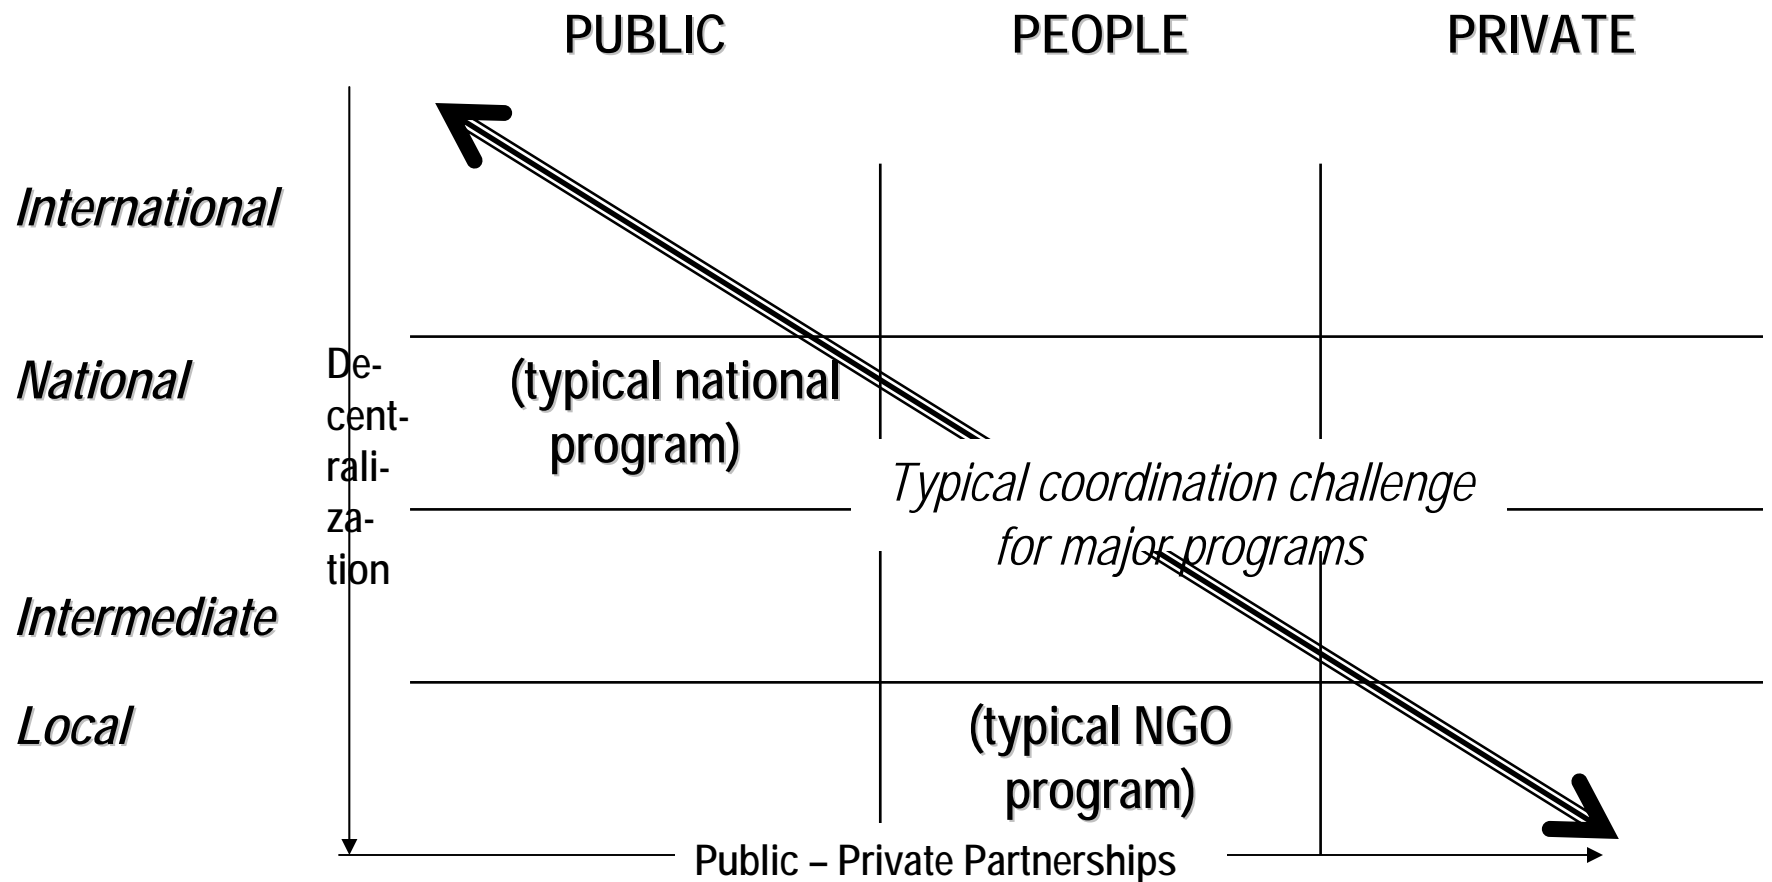 PUBLIC PEOPLE PRIVATE
International
National
De-
cent-
rali-
za-
tion
(typical national
program)
Typical coordination challenge
for major programs
Intermediate
Local
(typical NGO
program)
Public – Private Partnerships